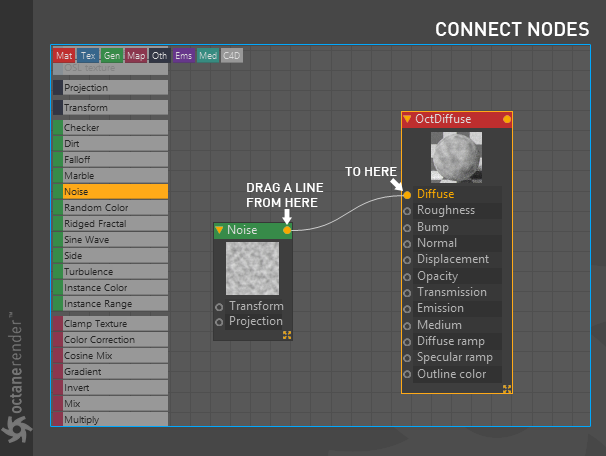 CONNECT NODES
Mat Tex Gen Map Oth Ems Med C4D
OSL texture
Projection
Transform
Checker
Dirt
Falloff
Marble
Noise
Random Color
Ridged Fractal
Sine Wave
Side
Turbulence
Instance Color
Instance Range
Clamp Texture
Color Correction
Cosine Mix
Gradient
Invert
Mix
Multiply
DRAG A LINE
FROM HERE
Noise
Transform
Projection
TO HERE
OctDiffuse
Diffuse
Roughness
Bump
Normal
Displacement
Opacity
Transmission
Emission
Medium
Diffuse ramp
Specular ramp
Outline color
octanerender™